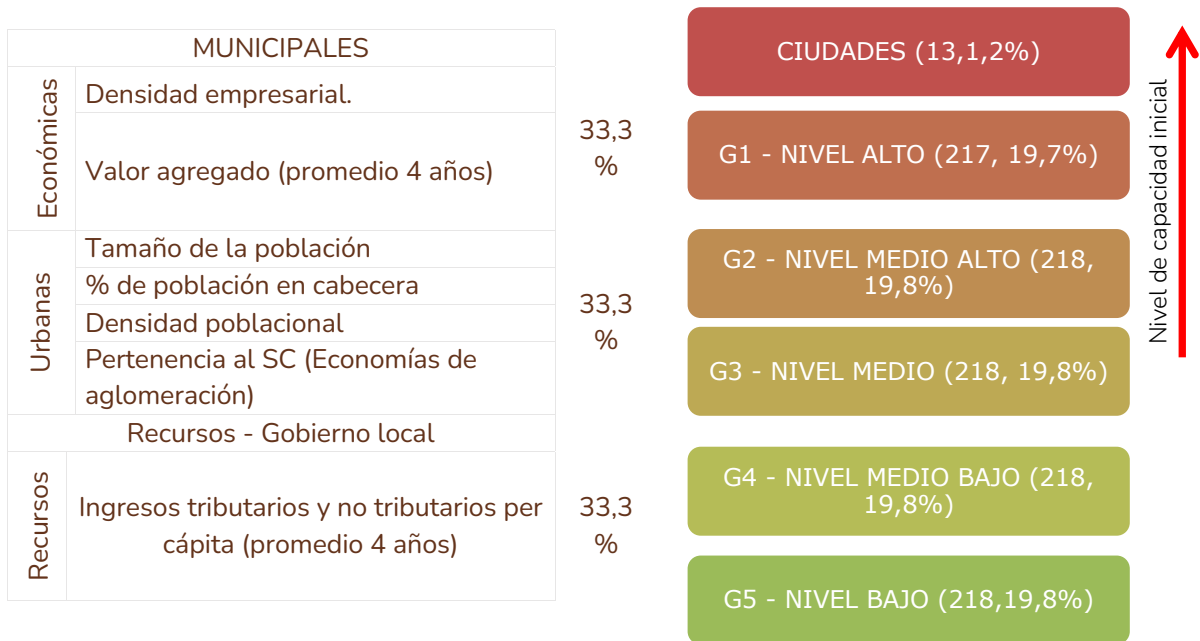 MUNICIPALES
Económicas
Densidad empresarial.
Valor agregado (promedio 4 años)
33,3
%
Urbanas
Tamaño de la población
% de población en cabecera
Densidad poblacional
Pertenencia al SC (Economías de
aglomeración)
33,3
%
Recursos - Gobierno local
Recursos
Ingresos tributarios y no tributarios per
cápita (promedio 4 años)
33,3
%
CIUDADES (13,1,2%)
G1 - NIVEL ALTO (217, 19,7%)
G2 - NIVEL MEDIO ALTO (218,
19,8%)
G3 - NIVEL MEDIO (218, 19,8%)
G4 - NIVEL MEDIO BAJO (218,
19,8%)
G5 - NIVEL BAJO (218,19,8%)
Nivel de capacidad inicial